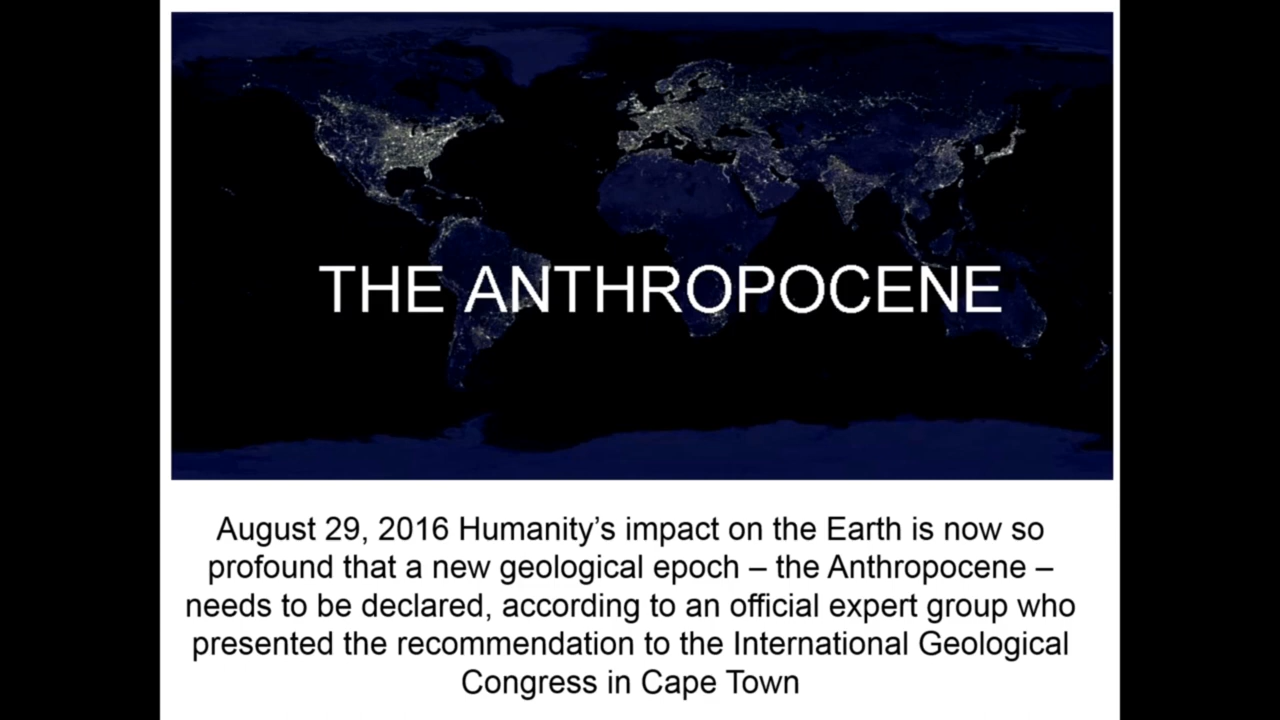 THE ANTHROPOCENE
August 29, 2016 Humanity’s impact on the Earth is now so
profound that a new geological epoch – the Anthropocene –
needs to be declared, according to an official expert group who
presented the recommendation to the International Geological
Congress in Cape Town